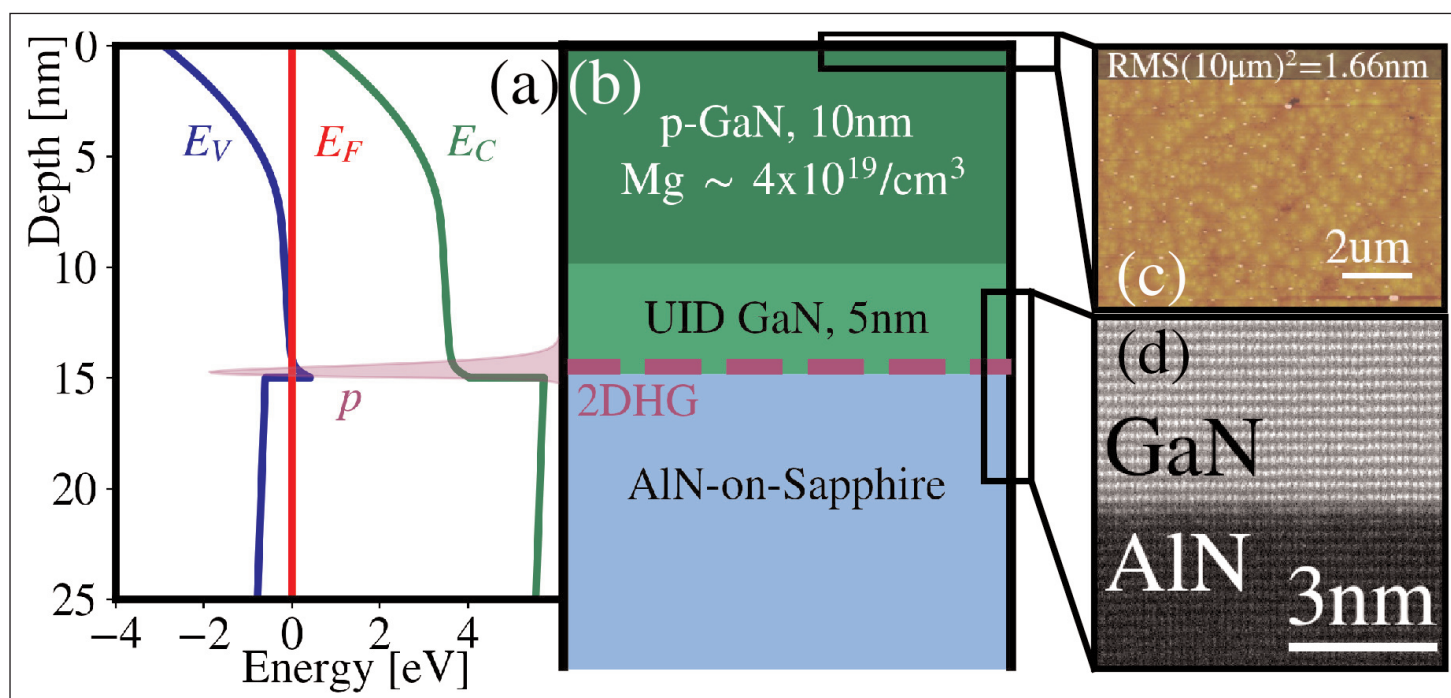 (a)
Depth [nm]
0
5
10
15
20
25
E_V
E_F
E_C
p
−4
−2
0
2
4
Energy [eV]
(b)
p-GaN, 10nm
Mg ~ 4x10^19/cm^3
UID GaN, 5nm
2DHG
AlN-on-Sapphire
RMS(10μm)²=1.66nm
2um
(c)
(d)
GaN
AlN
3nm